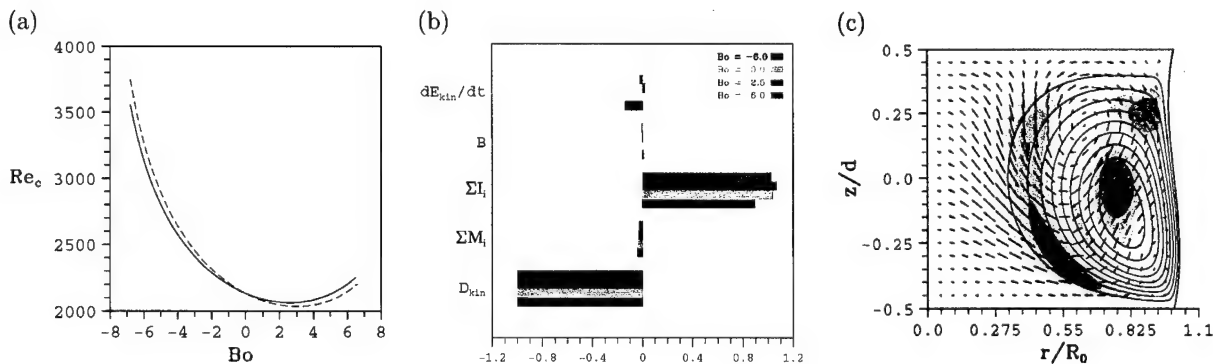 (a)
4000
3500
Re_c 3000
2500
2000
-8 -6 -4 -2 0 2 4 6 8
Bo
(b)
Bo = -6.0
Bo = 0.0
Bo = 2.5
Bo = 6.0
dE_kin/dt
B
ΣI_i
ΣM_i
D_kin
-1.2 -0.8 -0.4 0 0.4 0.8 1.2
(c)
0.5
0.25
z/d 0.0
-0.25
-0.5
0.0 0.275 0.55 0.825 1.1
r/R_0